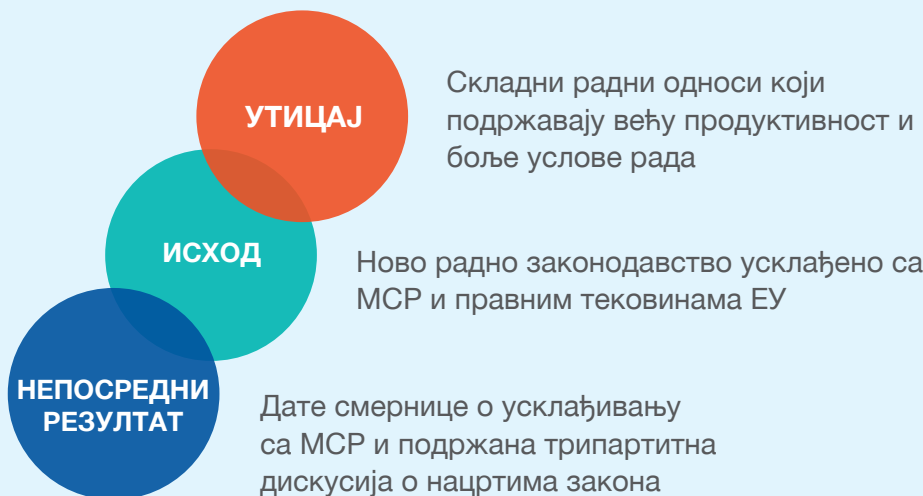 УТИЦАЈ
Складни радни односи који
подржавају већу продуктивност и
боље услове рада
ИСХОД
Ново радно законодавство усклађено са
МСР и правним тековинама ЕУ
НЕПОСРЕДНИ
РЕЗУЛТАТ
Дате смернице о усклађивању
са МСР и подржана трипартитна
дискусија о нацртима закона